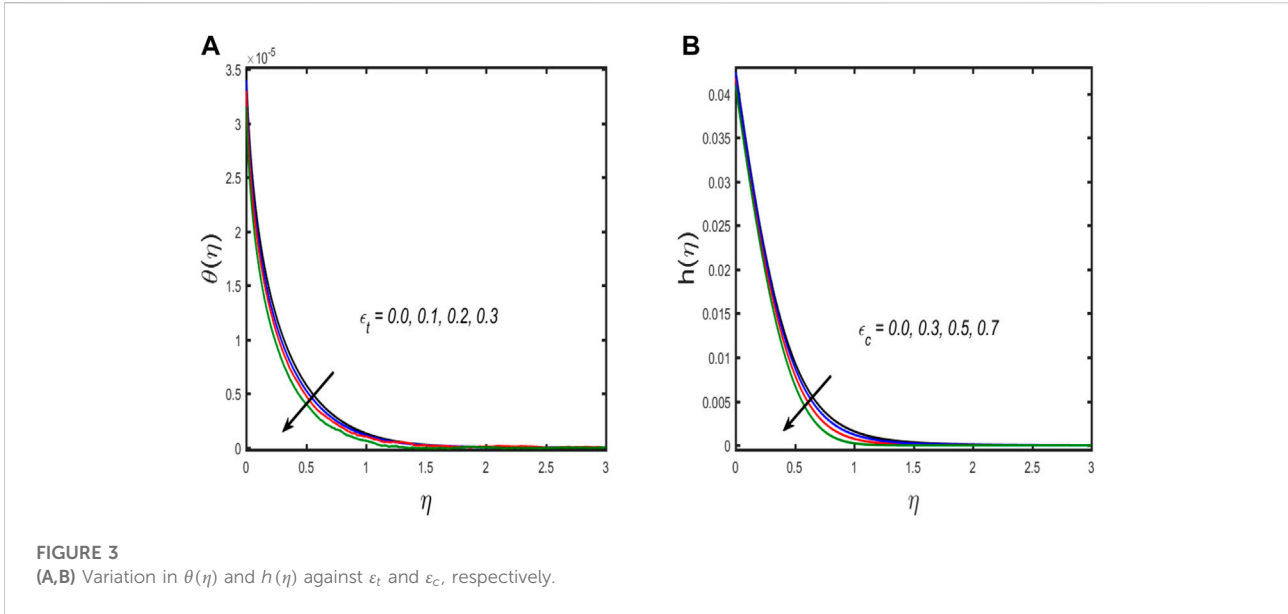 A
×10⁻⁵
3.5
3
2.5
2
1.5
1
0.5
0
θ(η)
ϵₜ = 0.0, 0.1, 0.2, 0.3
0 0.5 1 1.5 2 2.5 3
η
B
0.04
0.035
0.03
0.025
0.02
0.015
0.01
0.005
0
h(η)
ϵ_c = 0.0, 0.3, 0.5, 0.7
0 0.5 1 1.5 2 2.5 3
η
FIGURE 3
(A,B) Variation in θ(η) and h(η) against εₜ and ε_c, respectively.